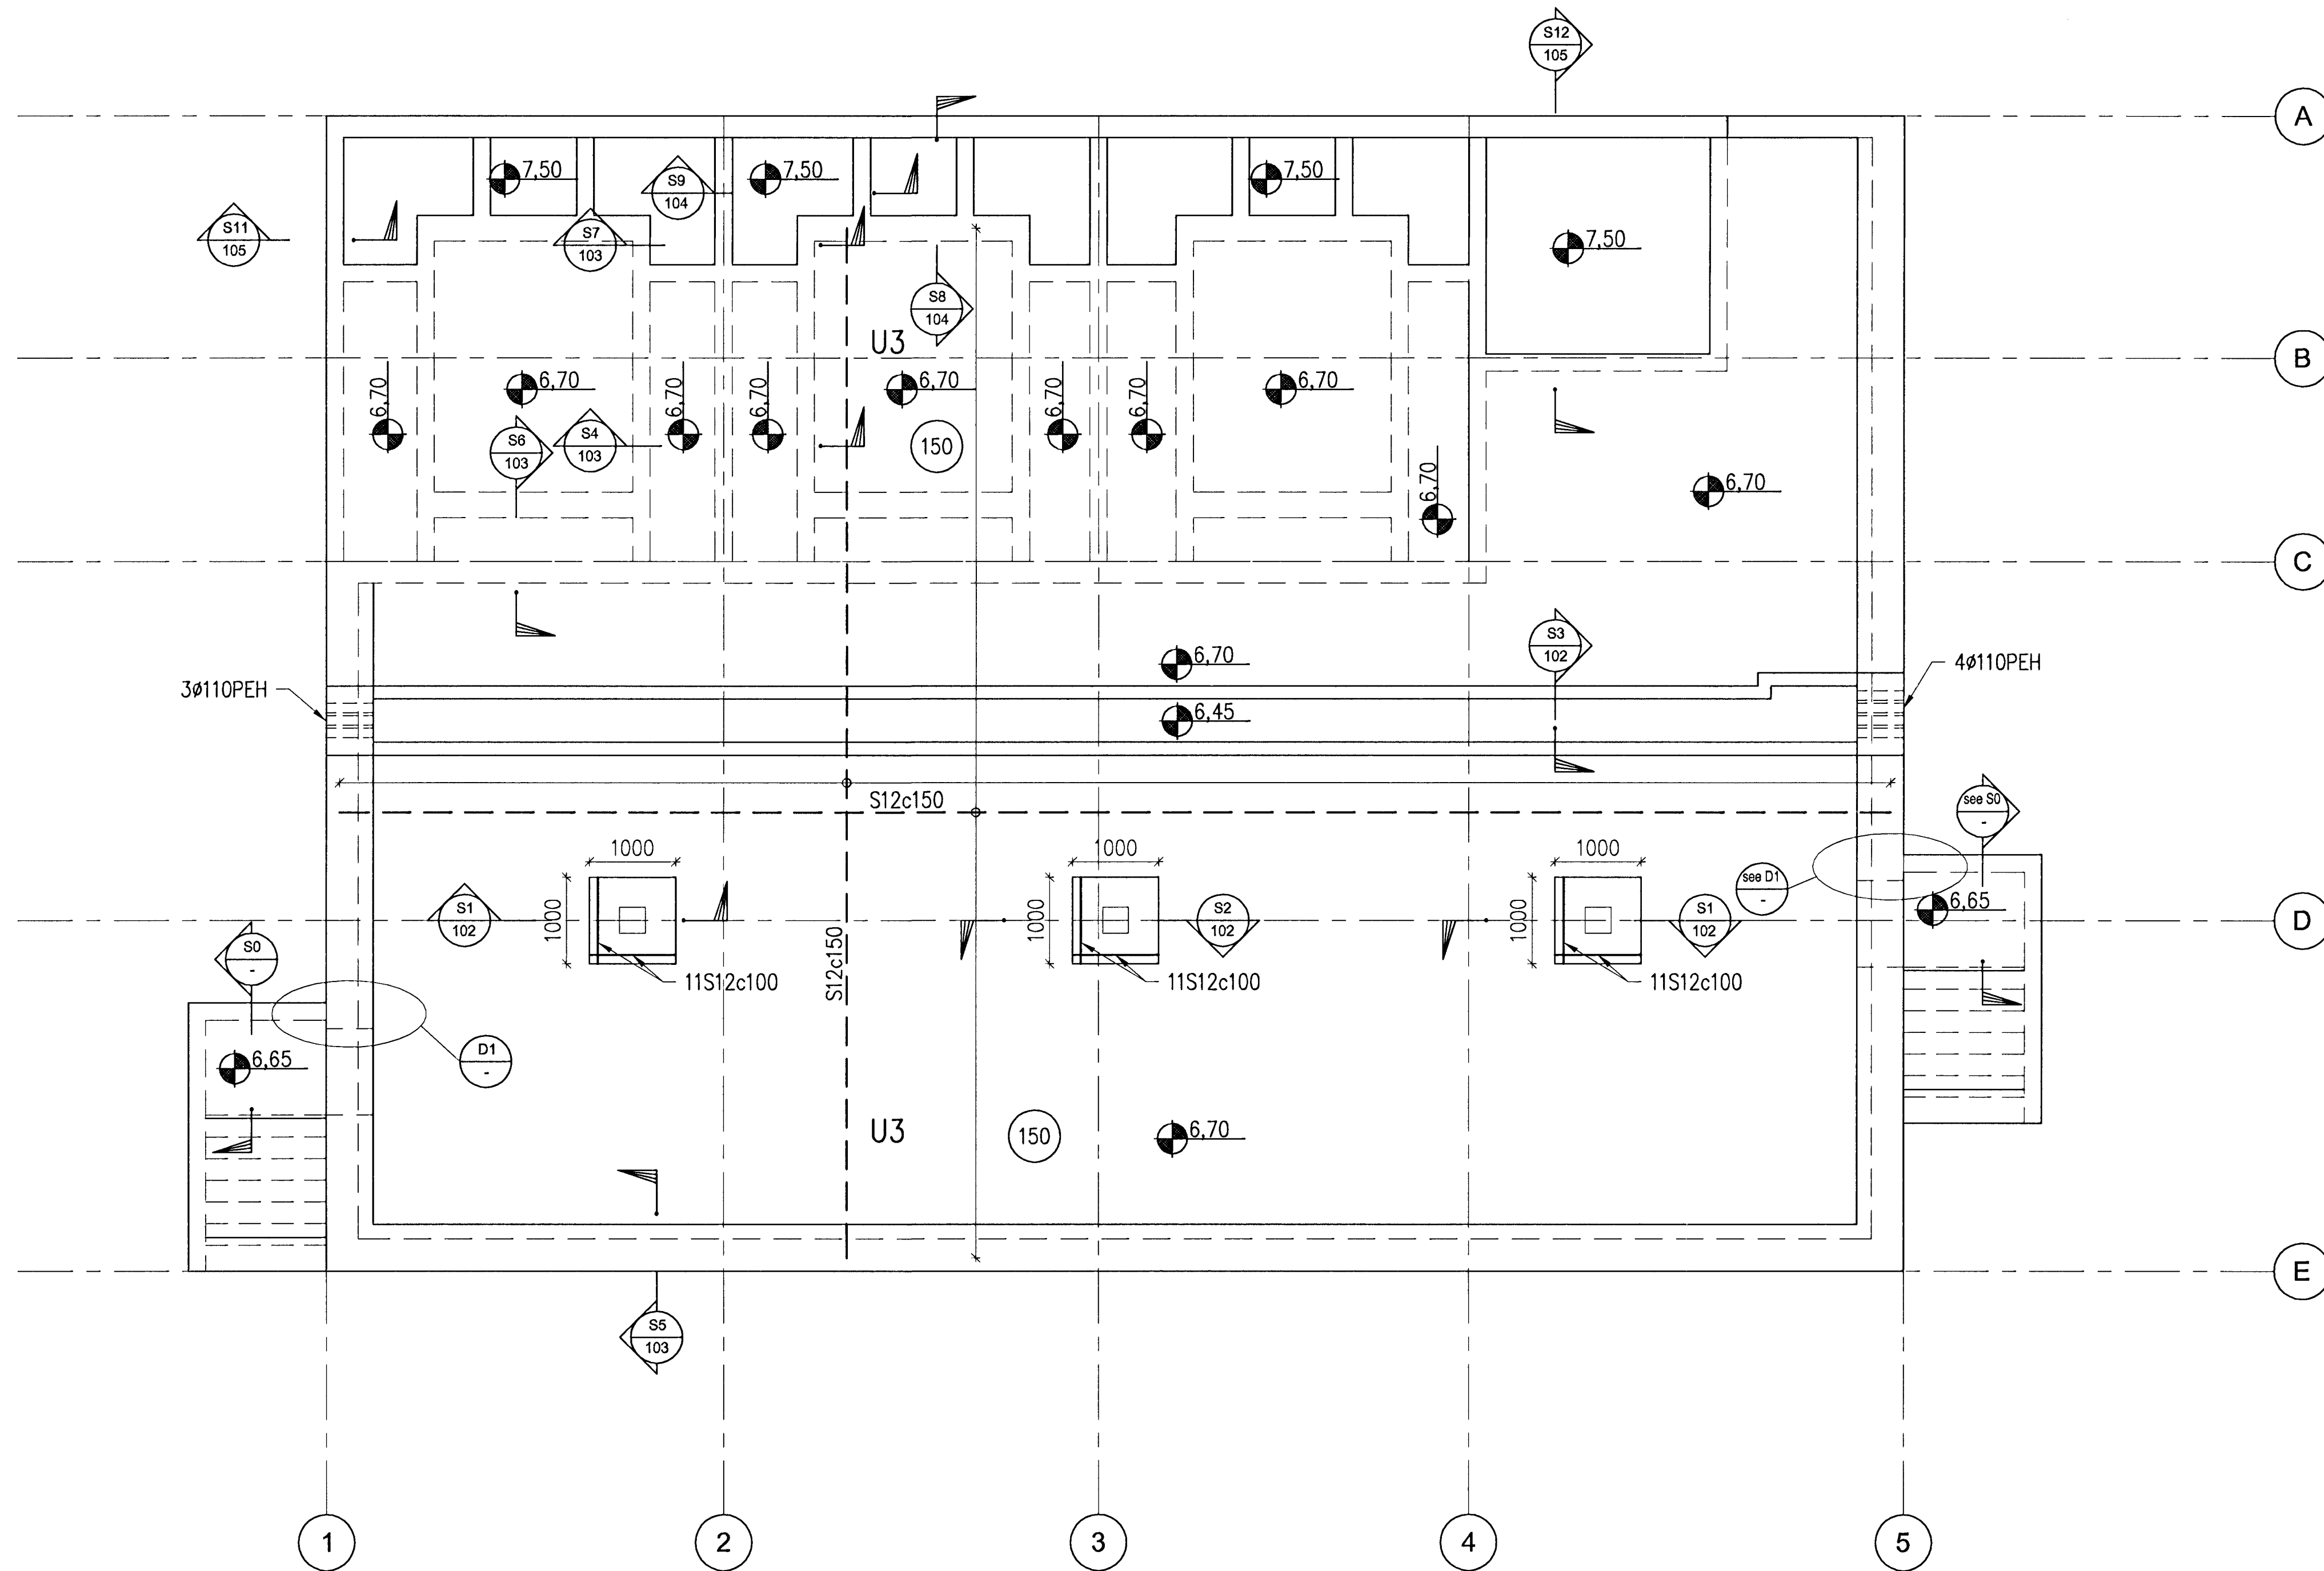 S12
105
A
7,50
7,50
7,50
S9
104
S11
105
S7
103
7,50
S8
104
U3
B
6,70
6,70
6,70
6,70
6,70
6,70
6,70
6,70
S4
103
S6
103
150
6,70
6,70
C
S3
102
6,70
3ø110PEH
4ø110PEH
6,45
S12c150
see S0
-
1000
1000
1000
see D1
-
1000
1000
1000
S1
102
S2
102
S1
102
6,65
D
S0
-
S12c150
11S12c100
11S12c100
11S12c100
D1
-
6,65
U3
150
6,70
E
S5
103
1
2
3
4
5